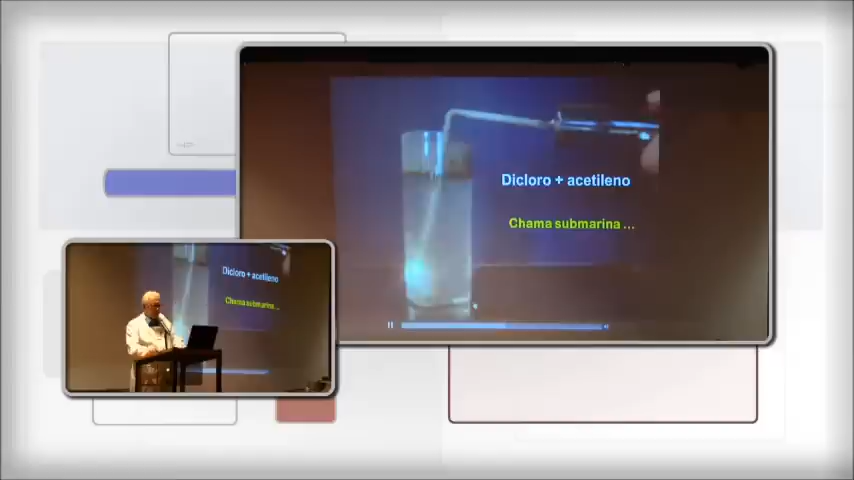 Dicloro + acetileno
Chama submarina ...
Dicloro + acetileno
Chama submarina ...